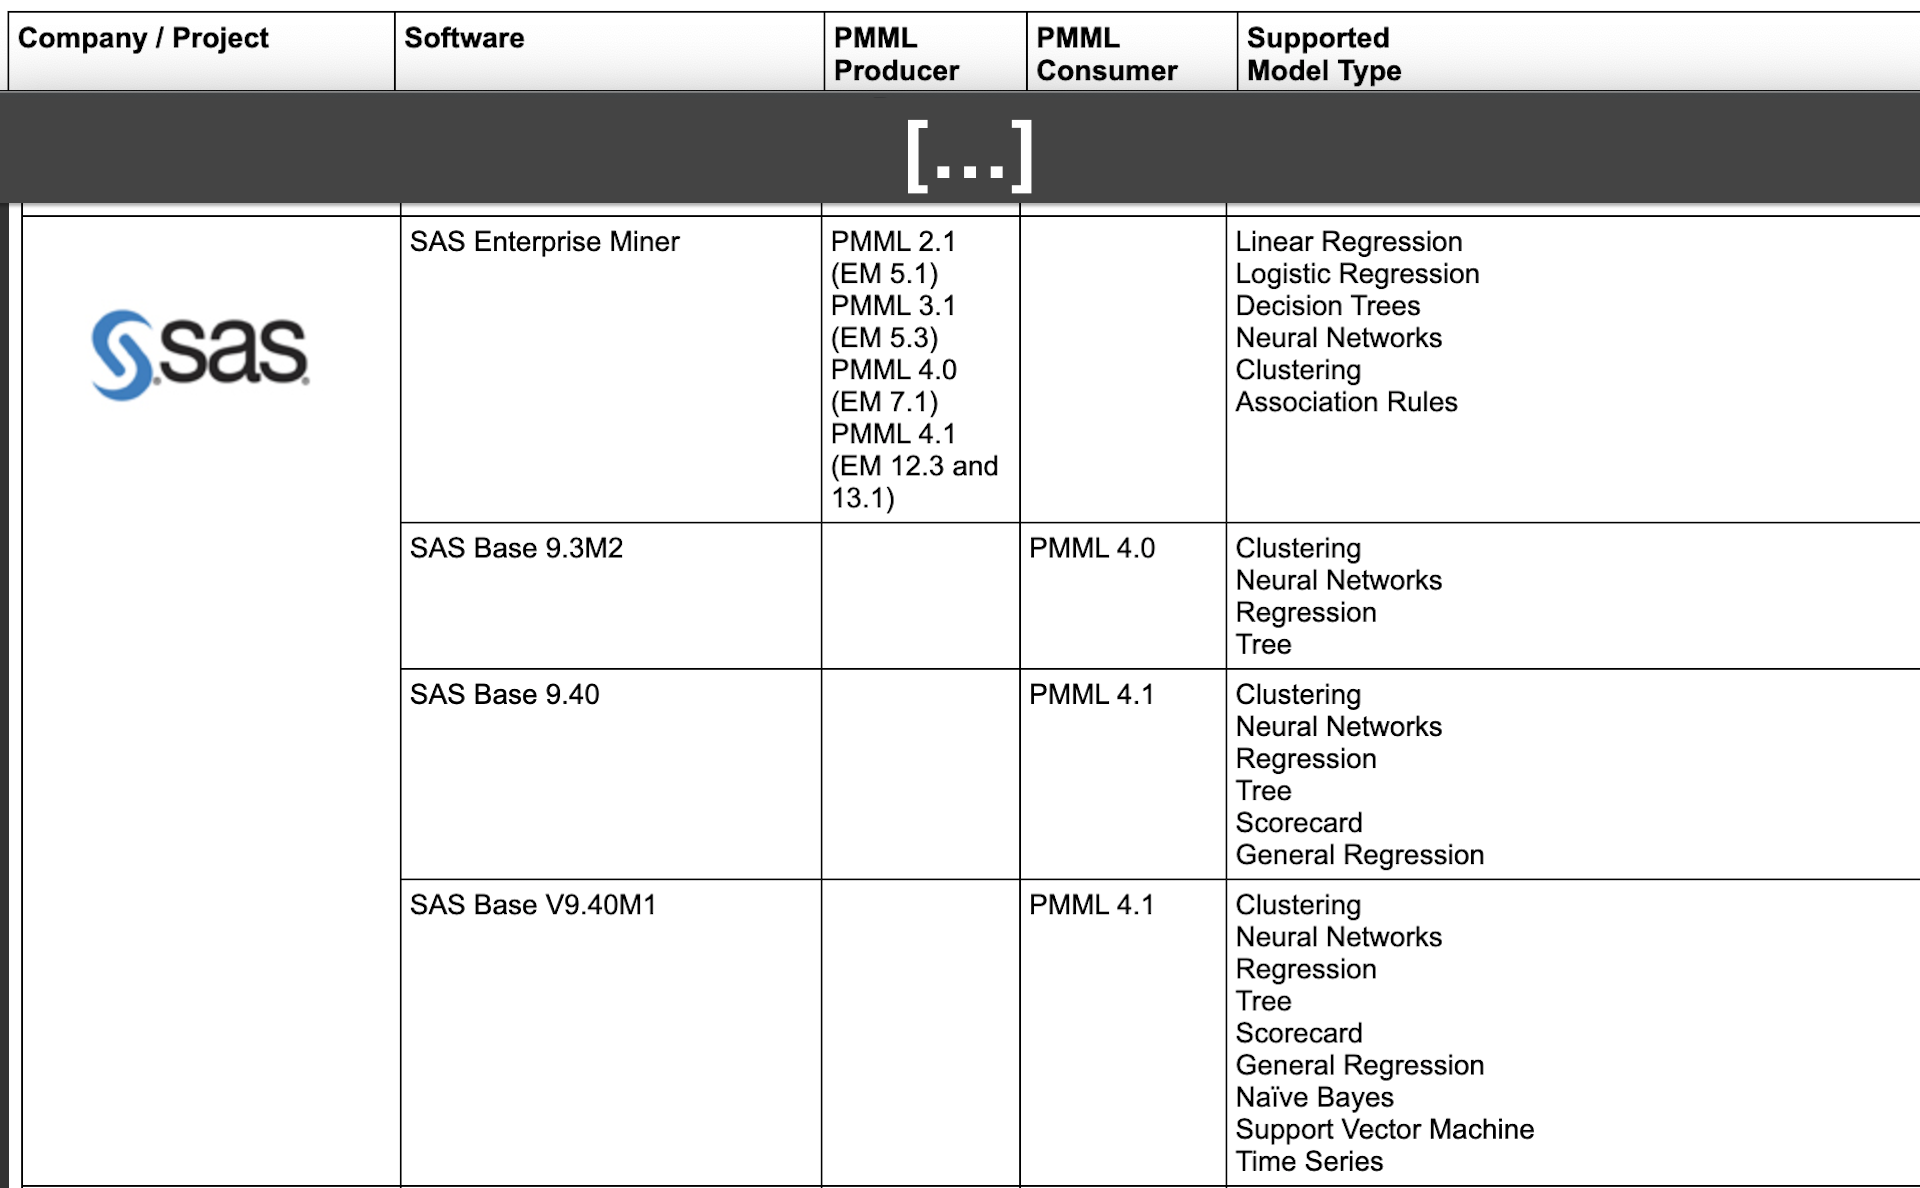 Company / Project
Software
PMML
Producer
PMML
Consumer
Supported
Model Type
[...]
sas
SAS Enterprise Miner
PMML 2.1
(EM 5.1)
PMML 3.1
(EM 5.3)
PMML 4.0
(EM 7.1)
PMML 4.1
(EM 12.3 and
13.1)
Linear Regression
Logistic Regression
Decision Trees
Neural Networks
Clustering
Association Rules
SAS Base 9.3M2
PMML 4.0
Clustering
Neural Networks
Regression
Tree
SAS Base 9.40
PMML 4.1
Clustering
Neural Networks
Regression
Tree
Scorecard
General Regression
SAS Base V9.40M1
PMML 4.1
Clustering
Neural Networks
Regression
Tree
Scorecard
General Regression
Naïve Bayes
Support Vector Machine
Time Series